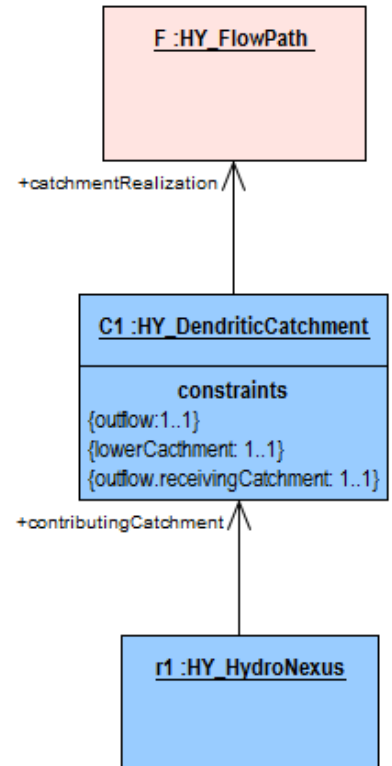 F :HY_FlowPath
+catchmentRealization
C1 :HY_DendriticCatchment
constraints
{outflow:1..1}
{lowerCacthment: 1..1}
{outflow.receivingCatchment: 1..1}
+contributingCatchment
r1 :HY_HydroNexus